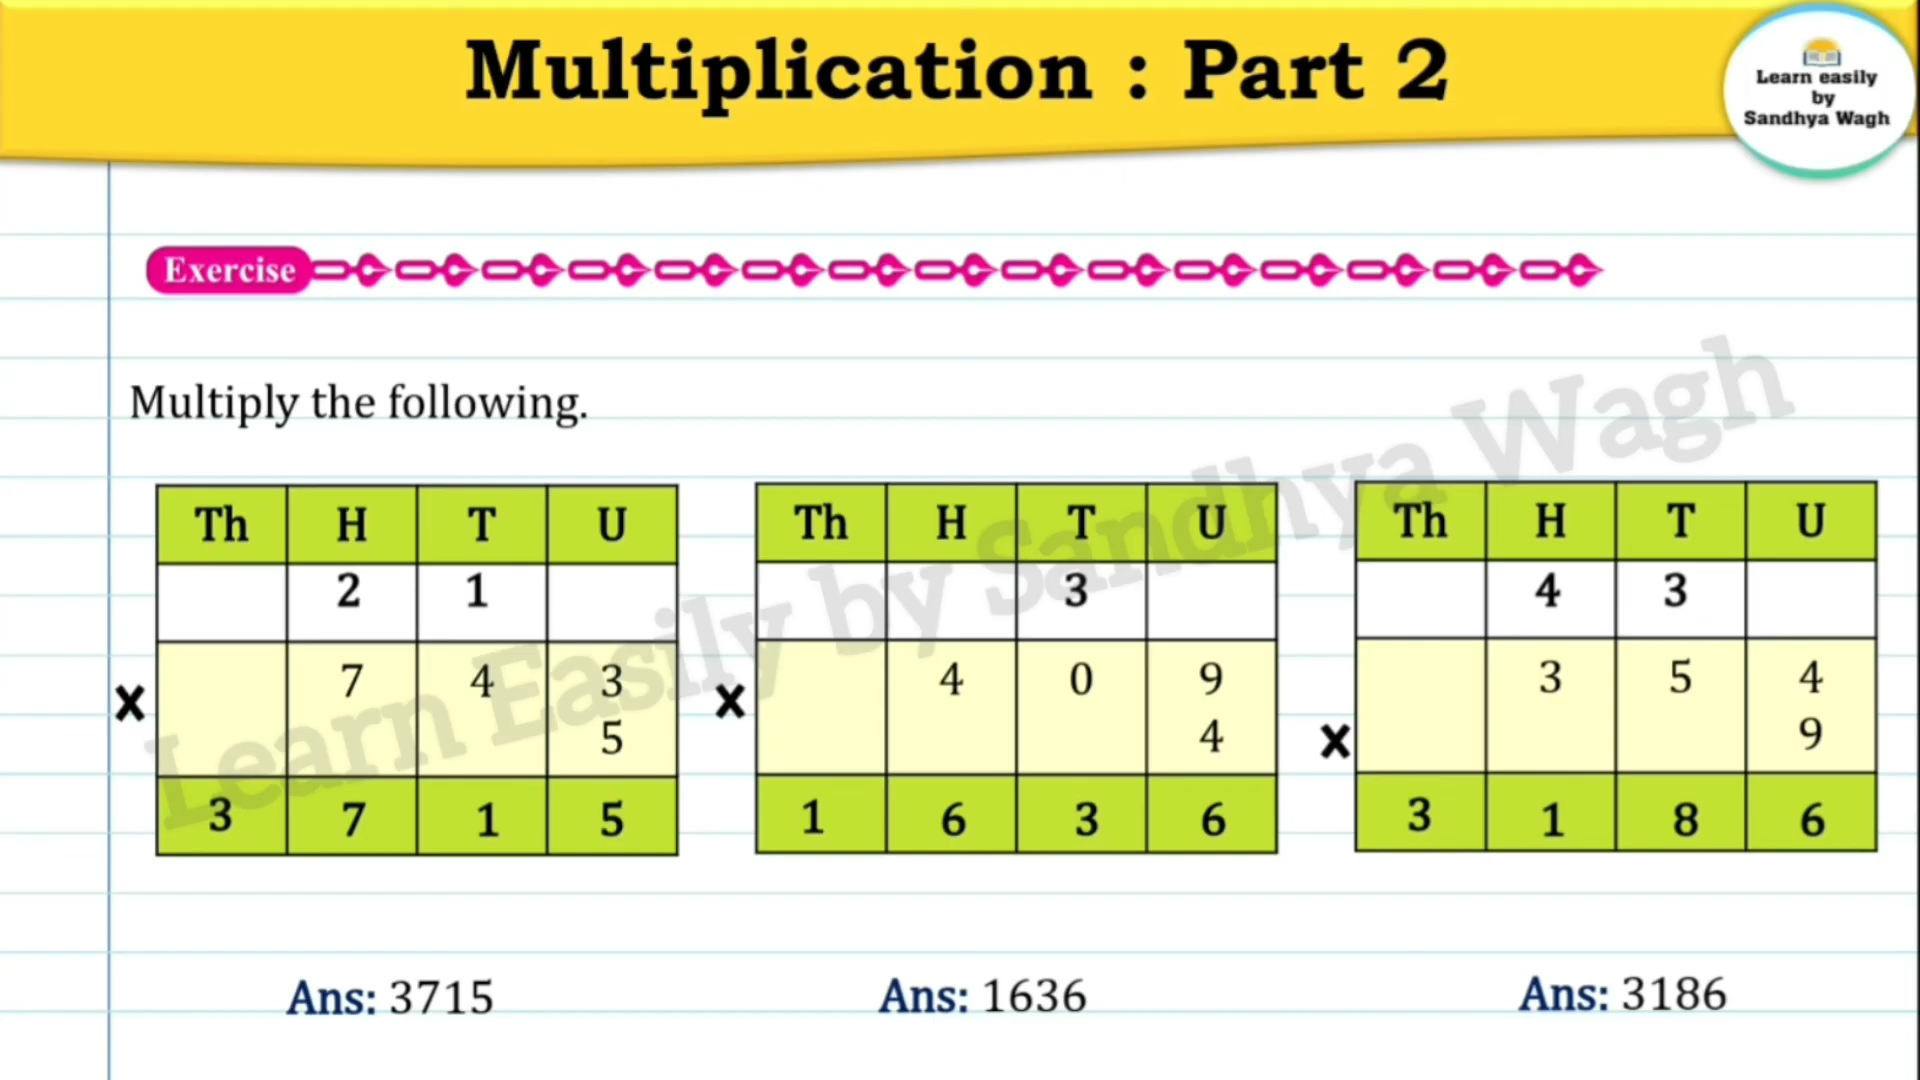 Multiplication : Part 2
Learn easily
by
Sandhya Wagh
Exercise
Multiply the following.
Th H T U
2 1
7 4 3
× 5
3 7 1 5
Ans: 3715
Th H T U
3
4 0 9
× 4
1 6 3 6
Ans: 1636
Th H T U
4 3
3 5 4
× 9
3 1 8 6
Ans: 3186
Learn Easily by Sandhya Wagh